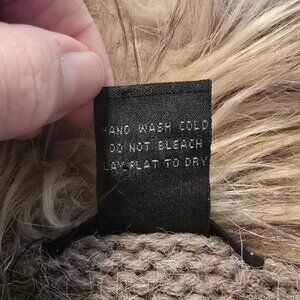 HAND WASH COLD
DO NOT BLEACH
LAY FLAT TO DRY